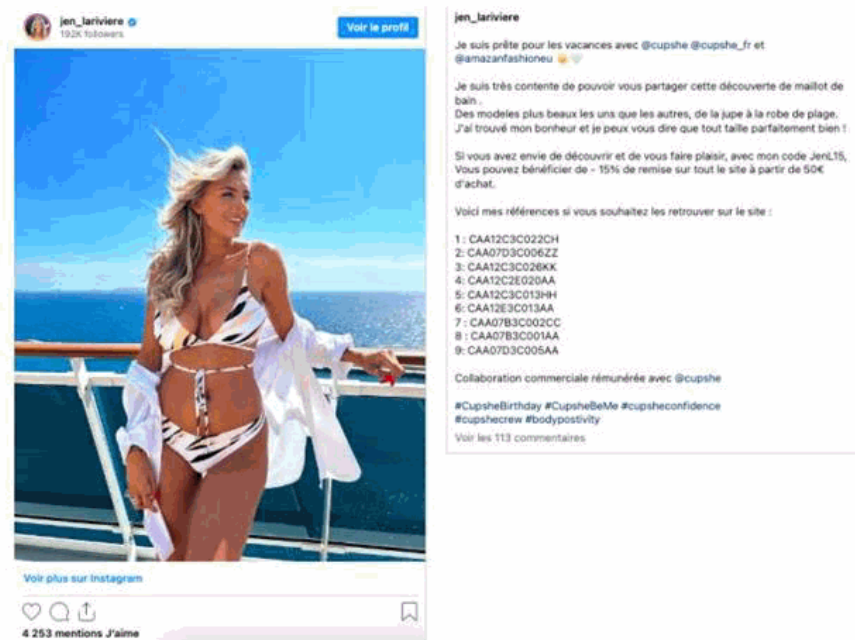 jen_lariviere
192K followers
Voir le profil
Voir plus sur Instagram
4 253 mentions J'aime
jen_lariviere
Je suis prête pour les vacances avec @cupshe @cupshe_fr et
@amazanfashioneu
Je suis très contente de pouvoir vous partager cette découverte de maillot de
bain .
Des modeles plus beaux les uns que les autres, de la jupe à la robe de plage.
J'ai trouvé mon bonheur et je peux vous dire que tout taille parfaitement bien !
Si vous avez envie de découvrir et de vous faire plaisir, avec mon code JenL15,
Vous pouvez bénéficier de - 15% de remise sur tout le site à partir de 50€
d'achat.
Voici mes références si vous souhaitez les retrouver sur le site :
1 : CAA12C3C022CH
2: CAA07D3C006ZZ
3: CAA12C3C026KK
4: CAA12C2E020AA
5: CAA12C3C013HH
6: CAA12E3C013AA
7 : CAA07B3C002CC
8 : CAA07B3C001AA
9: CAA07D3C005AA
Collaboration commerciale rémunérée avec @cupshe
#CupsheBirthday #CupsheBeMe #cupsheconfidence
#cupshecrew #bodypostivity
Voir les 113 commentaires